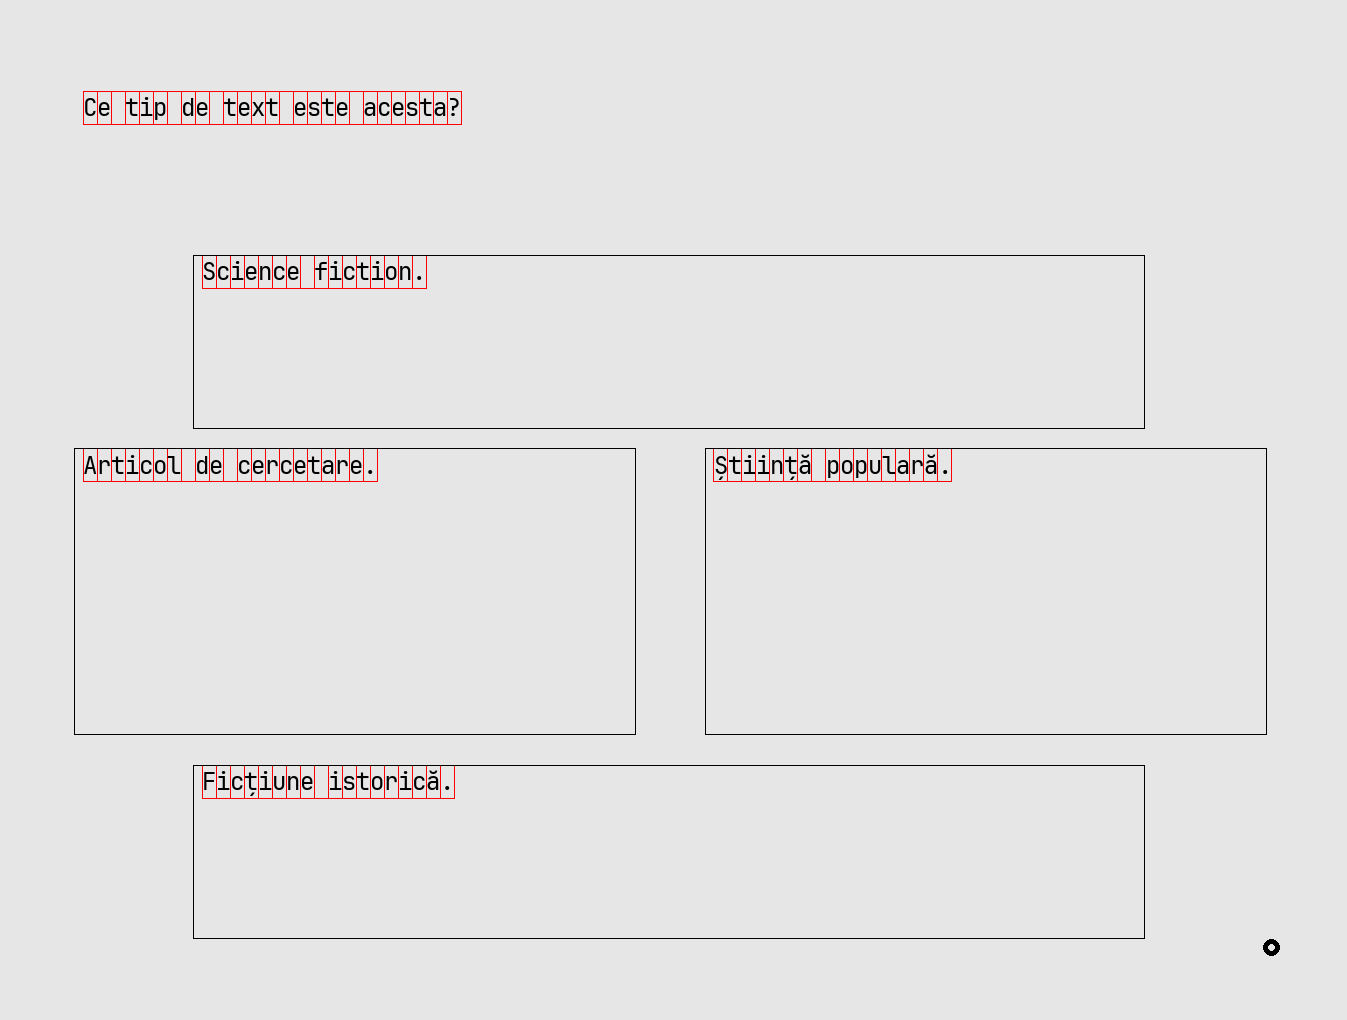 Ce tip de text este acesta?
Science fiction.
Articol de cercetare.
Știință populară.
Ficțiune istorică.